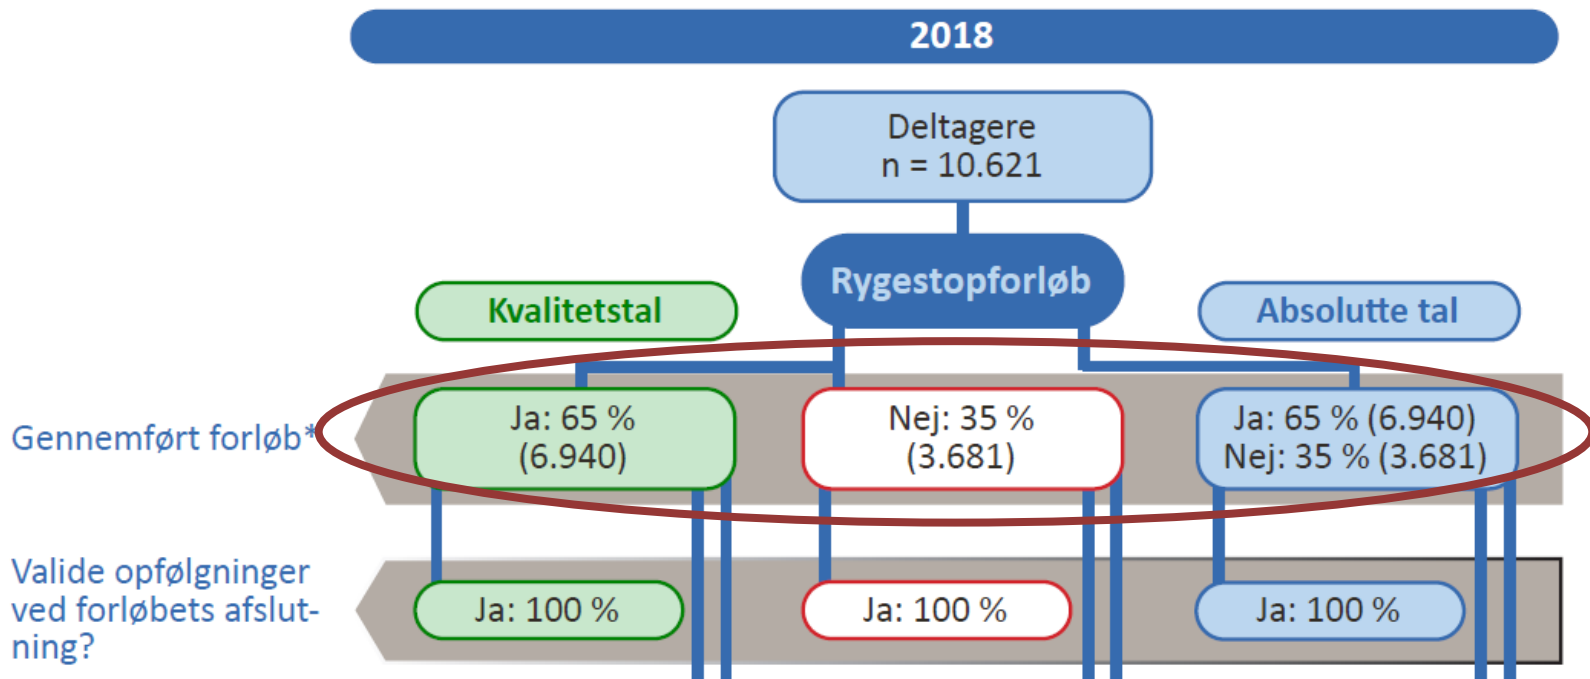 2018
Deltagere
n = 10.621
Rygestopforløb
Kvalitetstal
Absolutte tal
Gennemført forløb*
Ja: 65 %
(6.940)
Nej: 35 %
(3.681)
Ja: 65 % (6.940)
Nej: 35 % (3.681)
Valide opfølgninger
ved forløbets afslut-
ning?
Ja: 100 %
Ja: 100 %
Ja: 100 %